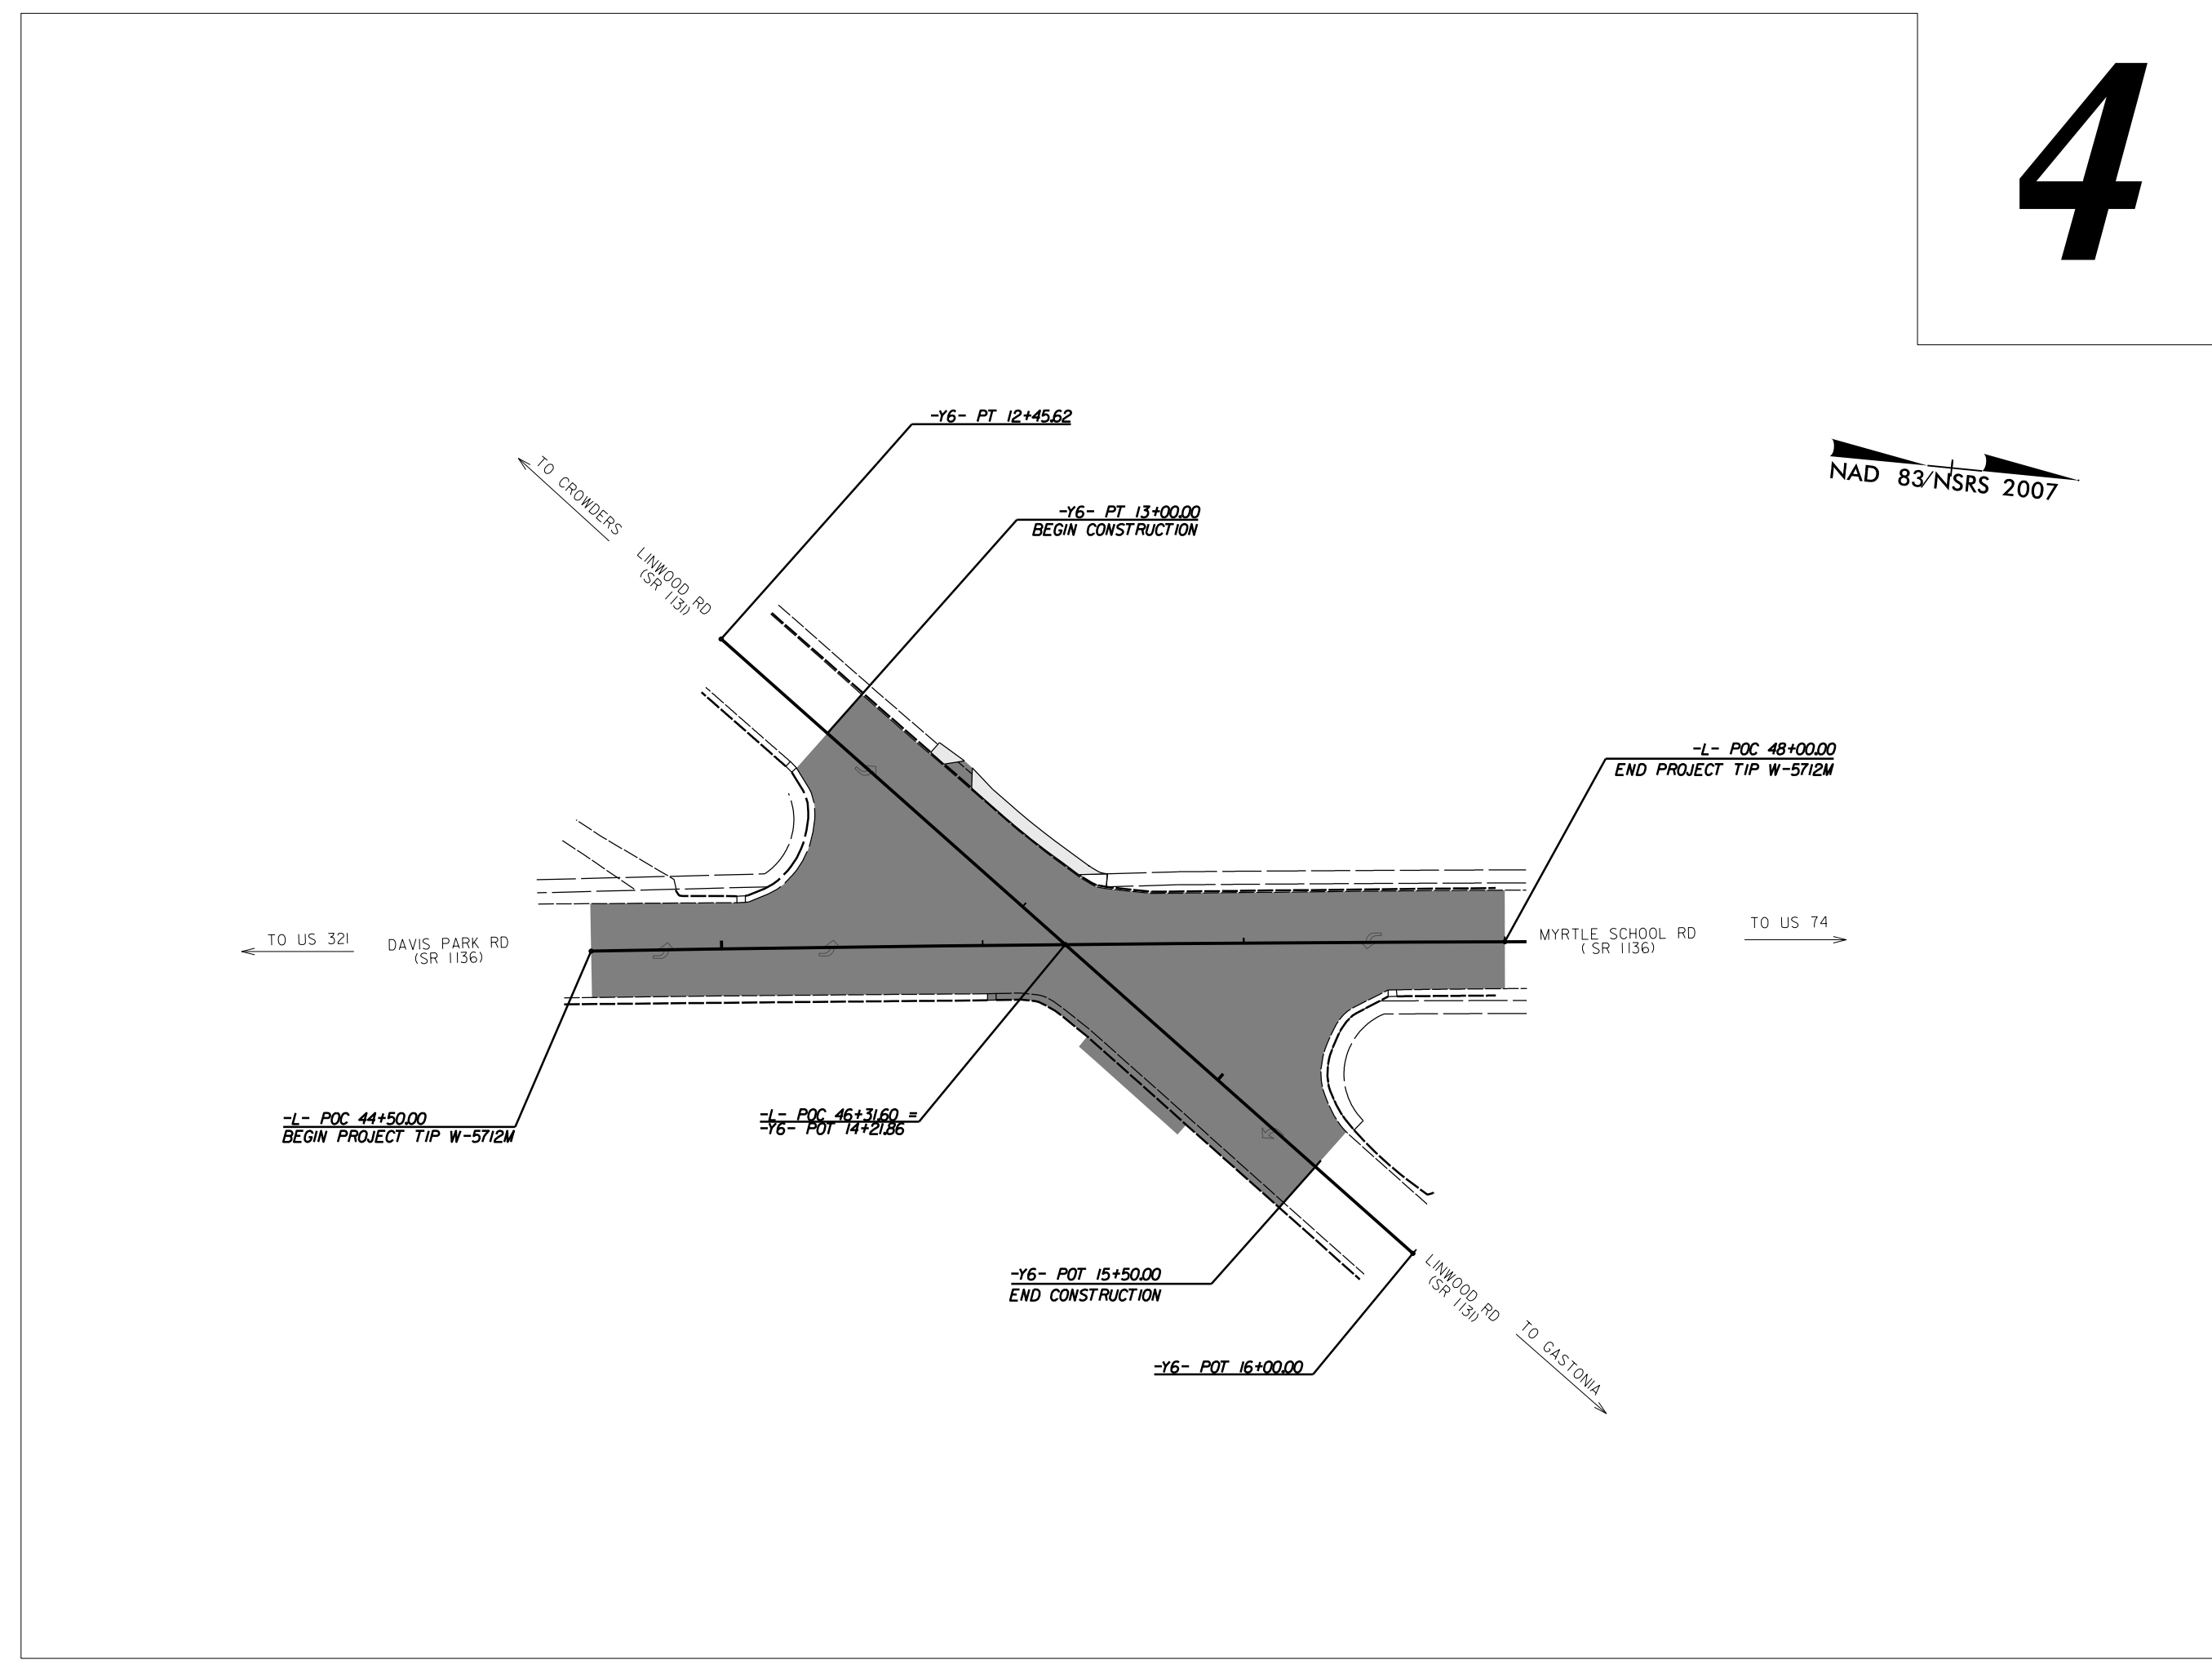 4
-Y6- PT 12+45.62
TO CROWDERS
LINWOOD RD
(SR 1131)
-Y6- PT 13+00.00
BEGIN CONSTRUCTION
NAD 83/NSRS 2007
-L- POC 48+00.00
END PROJECT TIP W-5712M
TO US 321
DAVIS PARK RD
(SR 1136)
MYRTLE SCHOOL RD
( SR 1136)
TO US 74
-L- POC 44+50.00
BEGIN PROJECT TIP W-5712M
-L- POC 46+31.60 =
-Y6- POT 14+21.86
-Y6- POT 15+50.00
END CONSTRUCTION
LINWOOD RD
(SR 1131)
TO GASTONIA
-Y6- POT 16+00.00